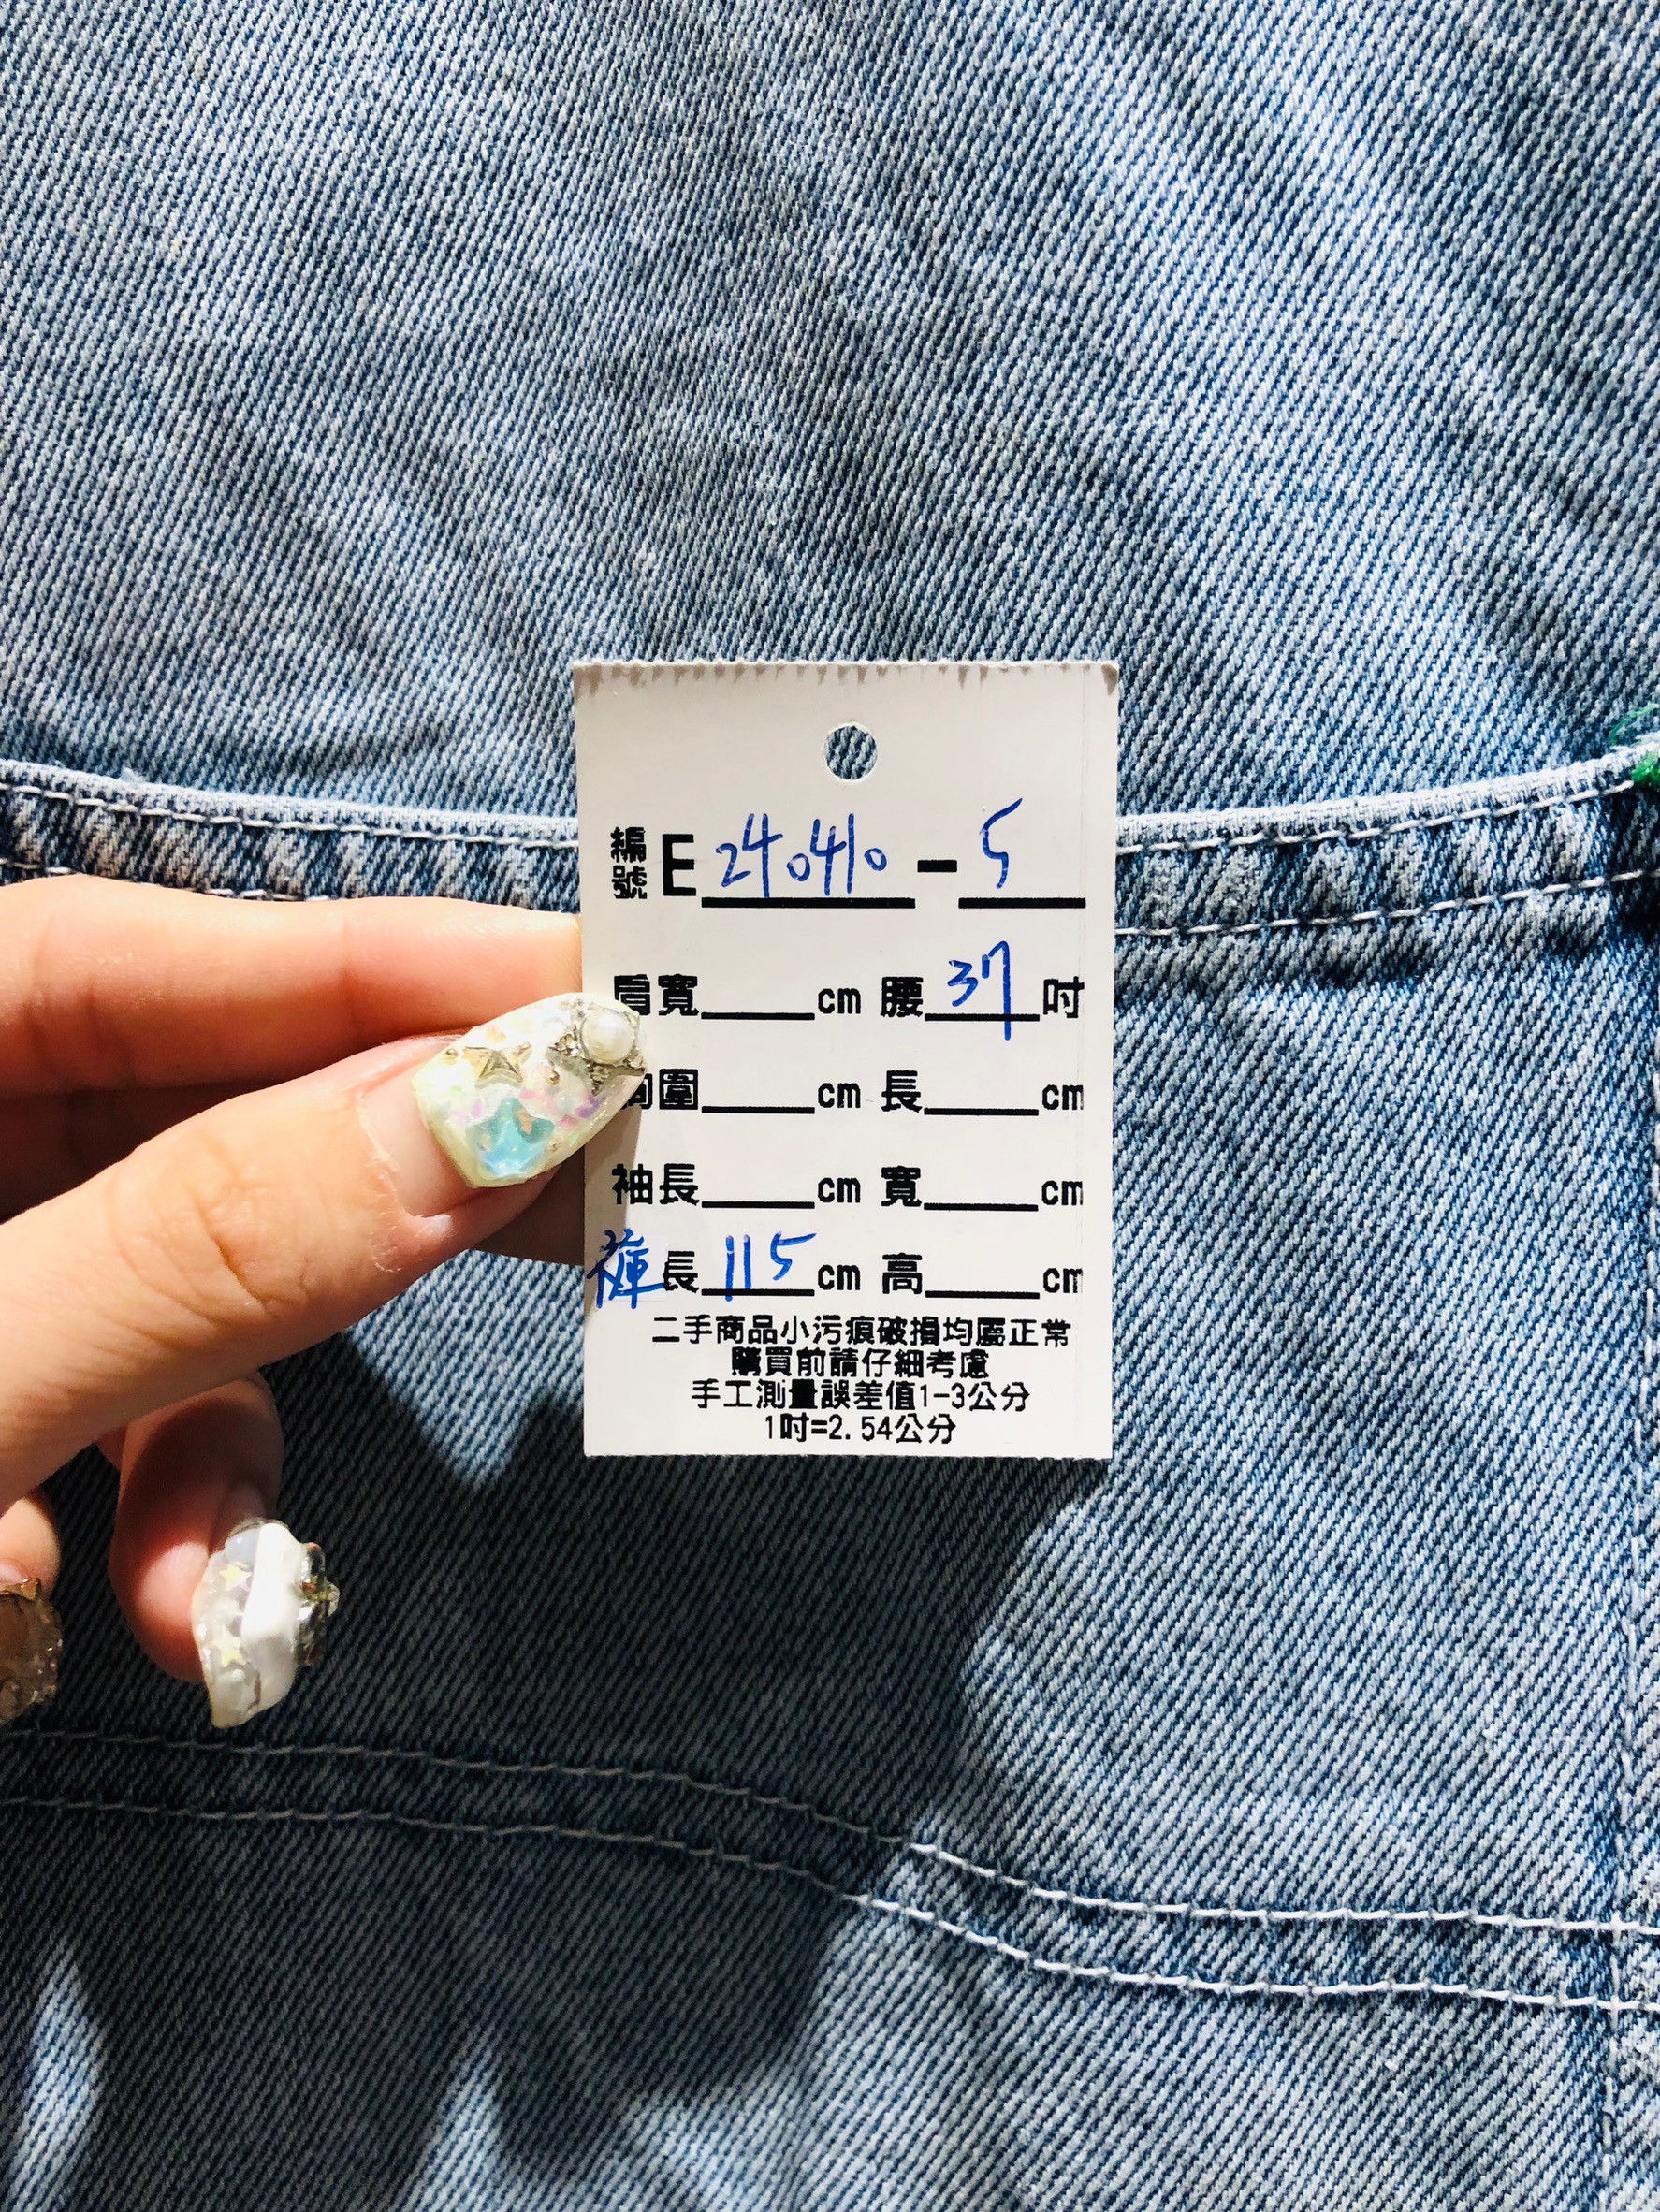 編號 E 240410 - 5
肩寬____cm 腰 37 吋
胸圍____cm 長____cm
袖長____cm 寬____cm
褲長 115 cm 高____cm
二手商品小污痕破損均屬正常
購買前請仔細考慮
手工測量誤差值1-3公分
1吋=2.54公分